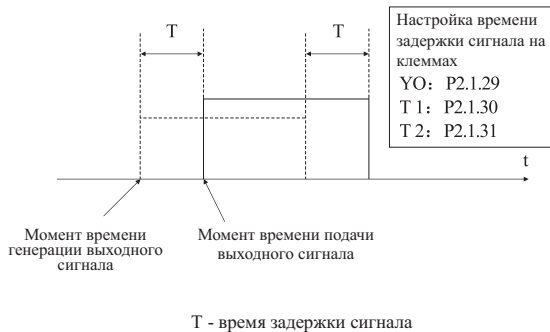 T
T
Настройка времени
задержки сигнала на
клеммах
YO: P2.1.29
T 1: P2.1.30
T 2: P2.1.31
t
Момент времени
генерации выходного
сигнала
Момент времени подачи
выходного сигнала
T - время задержки сигнала